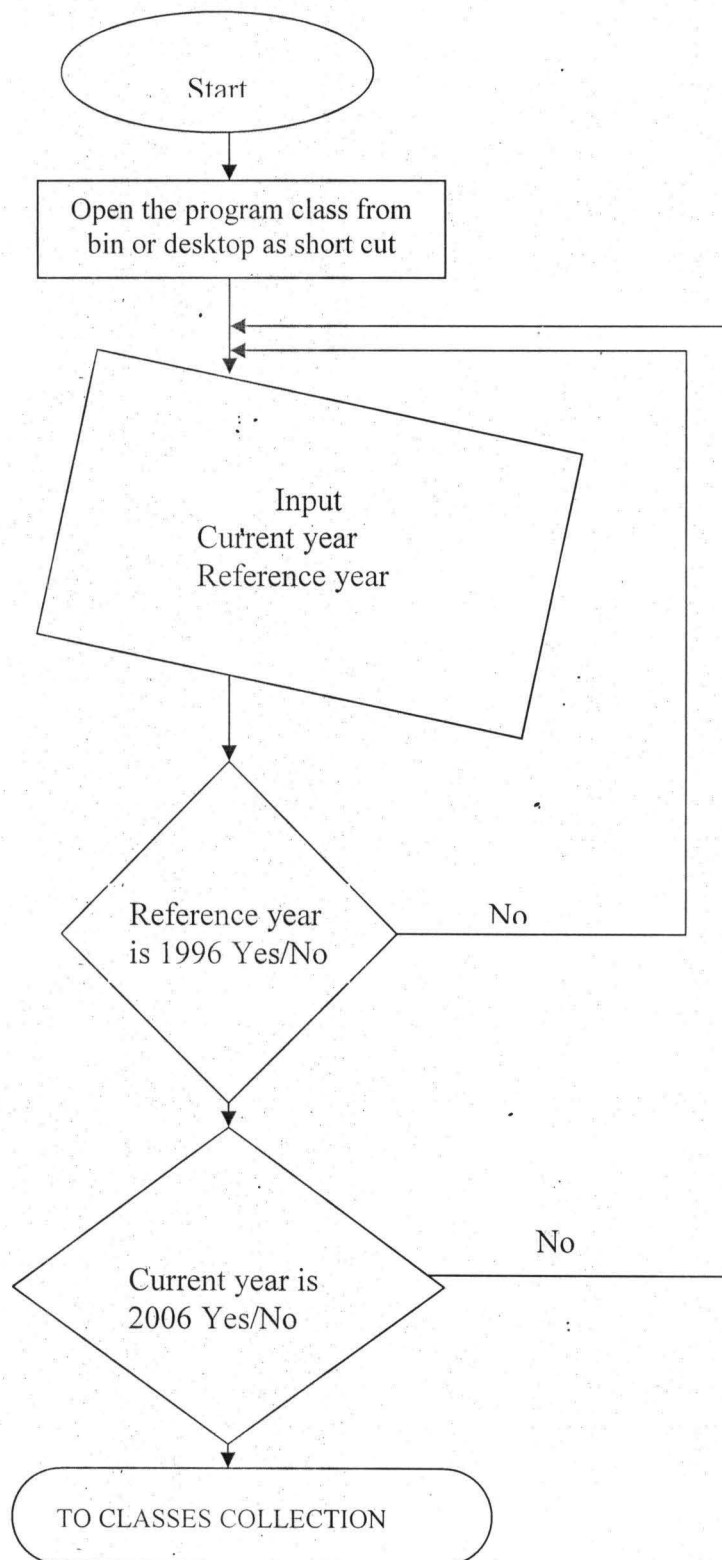 Start
Open the program class from
bin or desktop as short cut
Input
Current year
Reference year
Reference year
is 1996 Yes/No
No
Current year is
2006 Yes/No
No
TO CLASSES COLLECTION